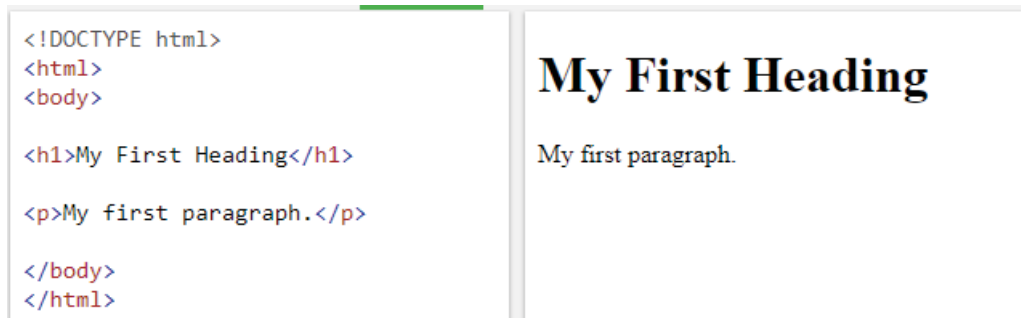 <!DOCTYPE html>
<html>
<body>
<h1>My First Heading</h1>
<p>My first paragraph.</p>
</body>
</html>
My First Heading
My first paragraph.